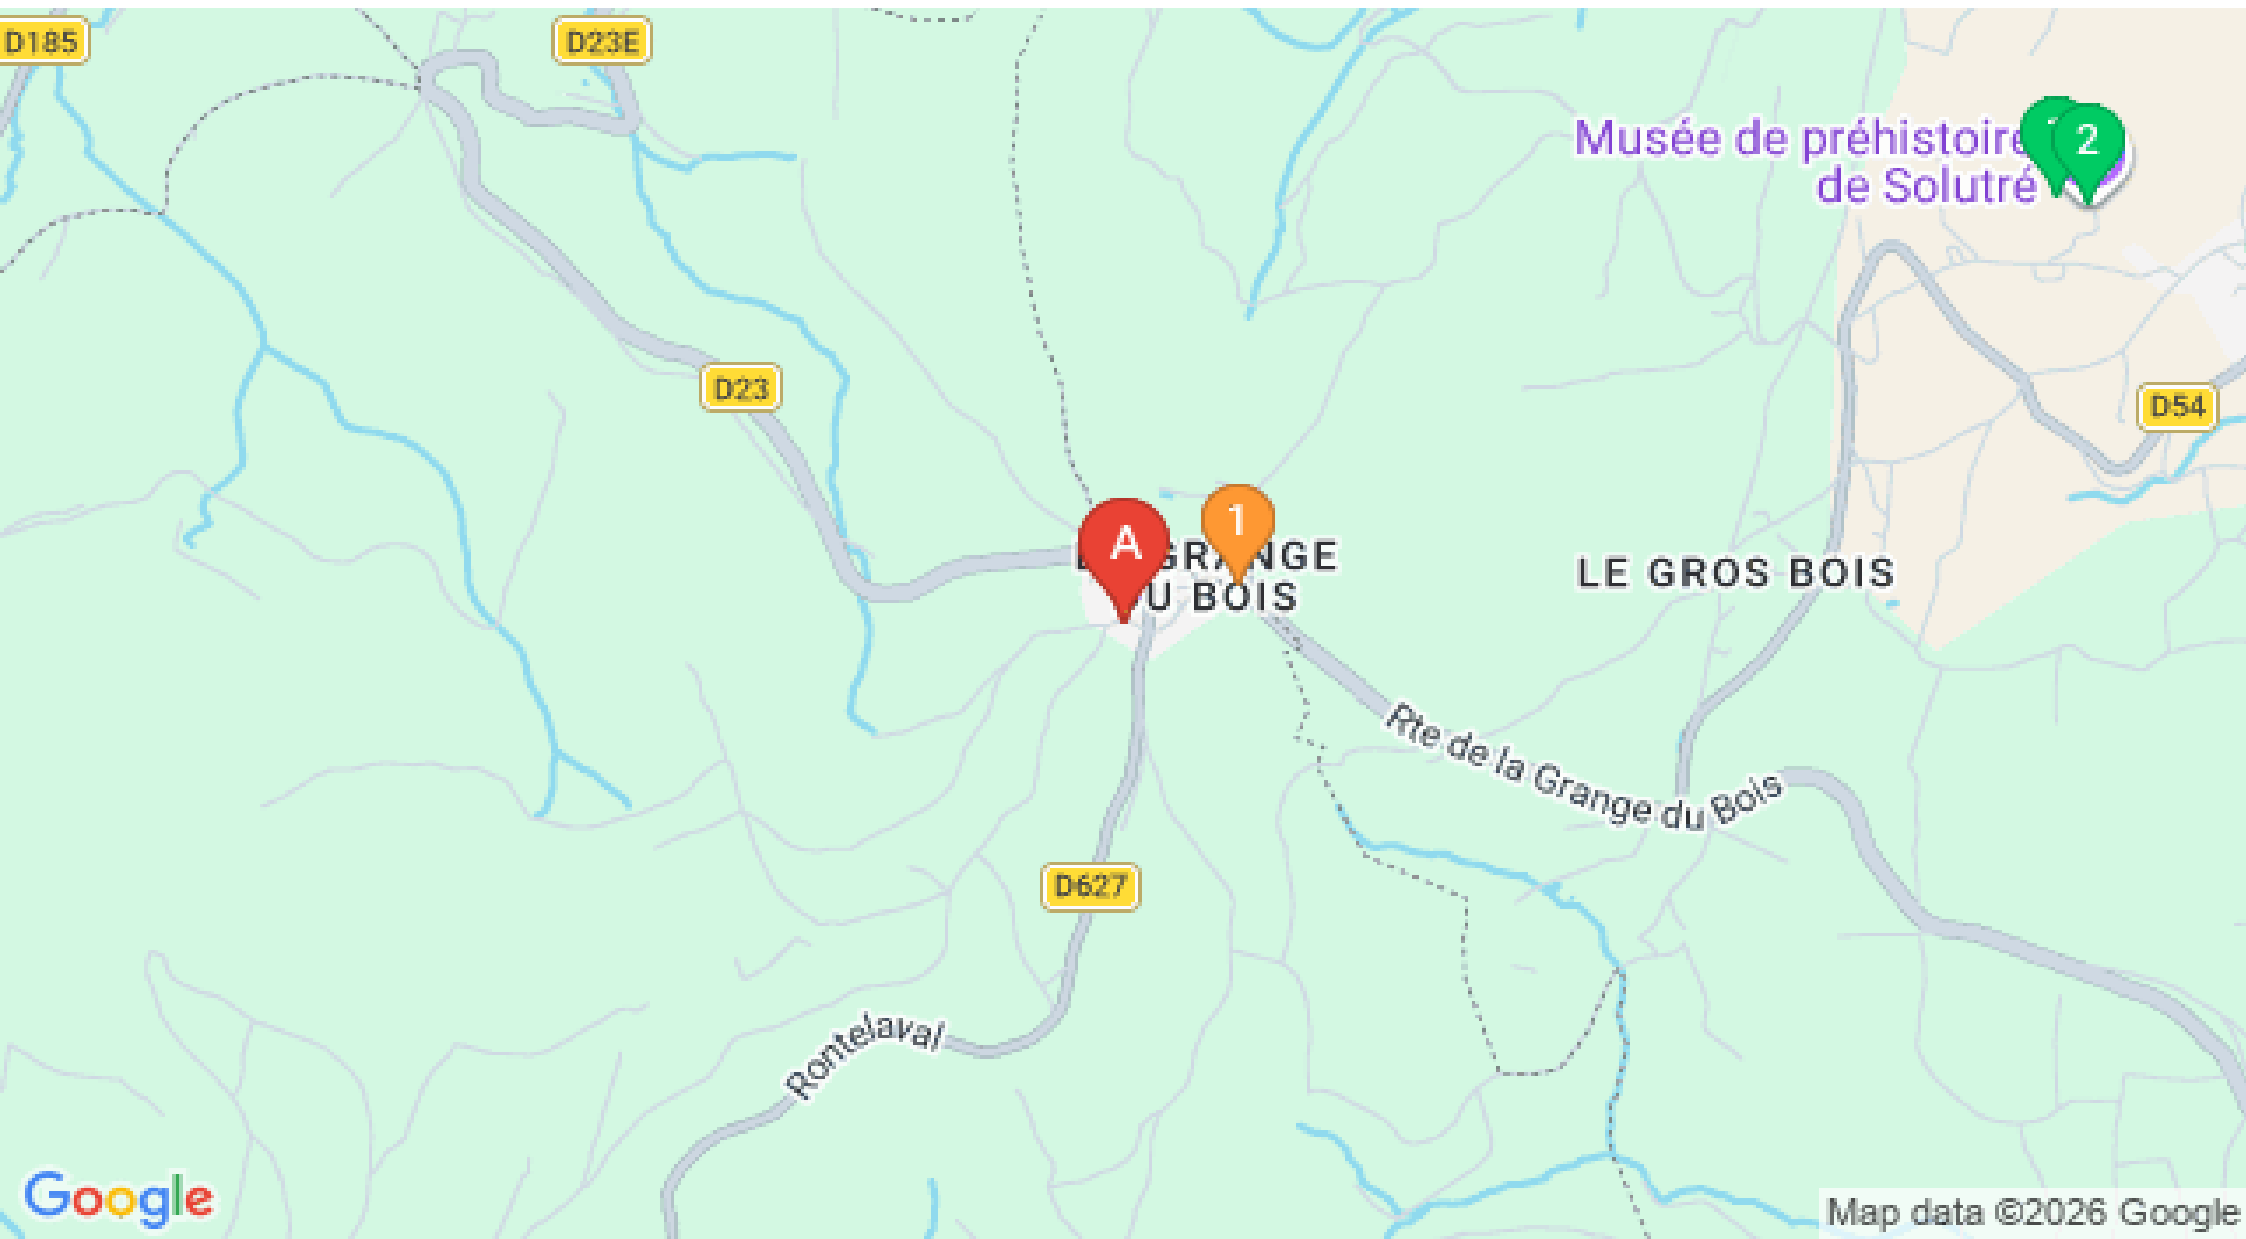 D185
D23E
Musée de préhistoire
de Solutré
2
D23
D54
A
1
GRANGE
DU BOIS
LE GROS BOIS
Rte de la Grange du Bois
D627
Rontelaval
Google
Map data ©2026 Google